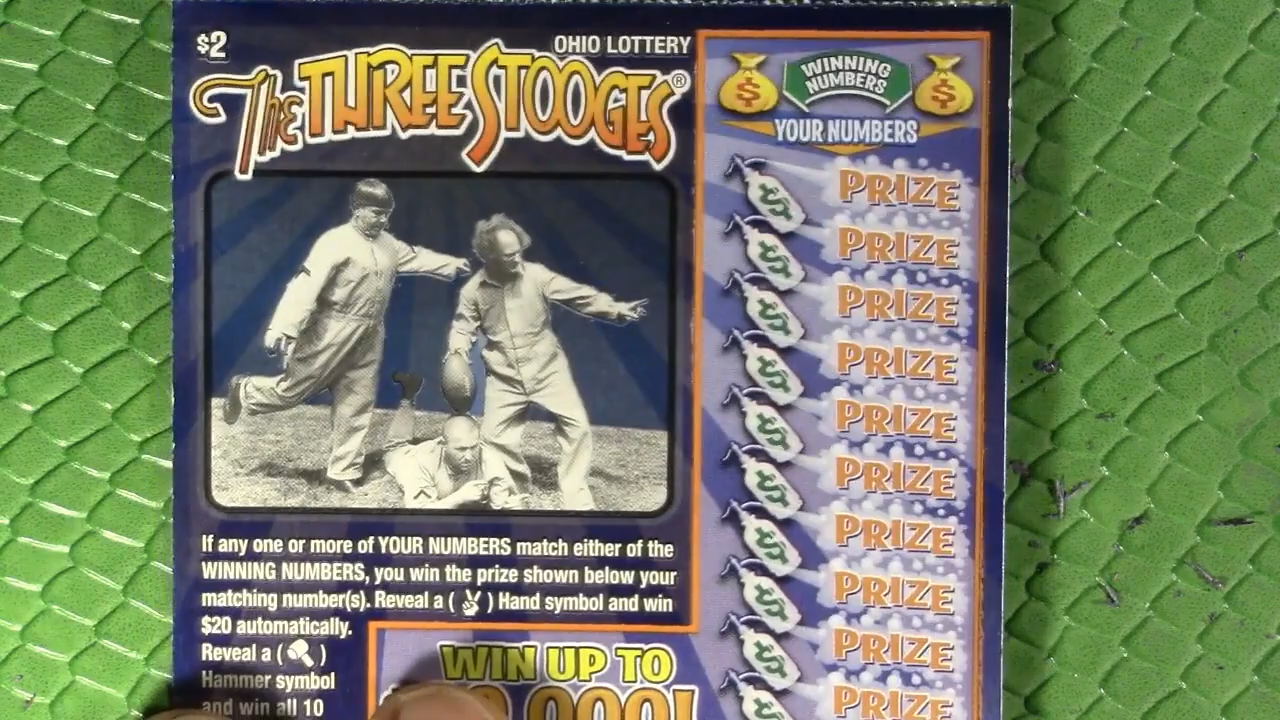 $2
OHIO LOTTERY
The THREE STOOGES®
If any one or more of YOUR NUMBERS match either of the
WINNING NUMBERS, you win the prize shown below your
matching number(s). Reveal a ( ) Hand symbol and win
$20 automatically.
Reveal a ( )
Hammer symbol
and win all 10
WIN UP TO
WINNING
NUMBERS
$ $
YOUR NUMBERS
$ PRIZE
$ PRIZE
$ PRIZE
$ PRIZE
$ PRIZE
$ PRIZE
$ PRIZE
$ PRIZE
$ PRIZE
$ PRIZE